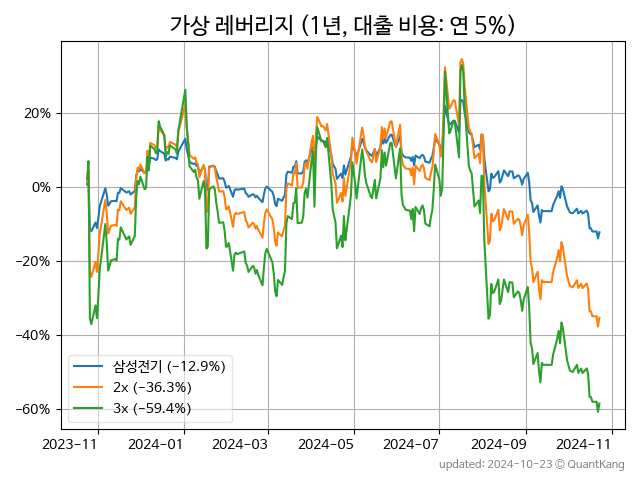 가상 레버리지 (1년, 대출 비용: 연 5%)
20%
0%
−20%
−40%
−60%
삼성전기 (−12.9%)
2x (−36.3%)
3x (−59.4%)
2023-11 2024-01 2024-03 2024-05 2024-07 2024-09 2024-11
updated: 2024-10-23 © QuantKang